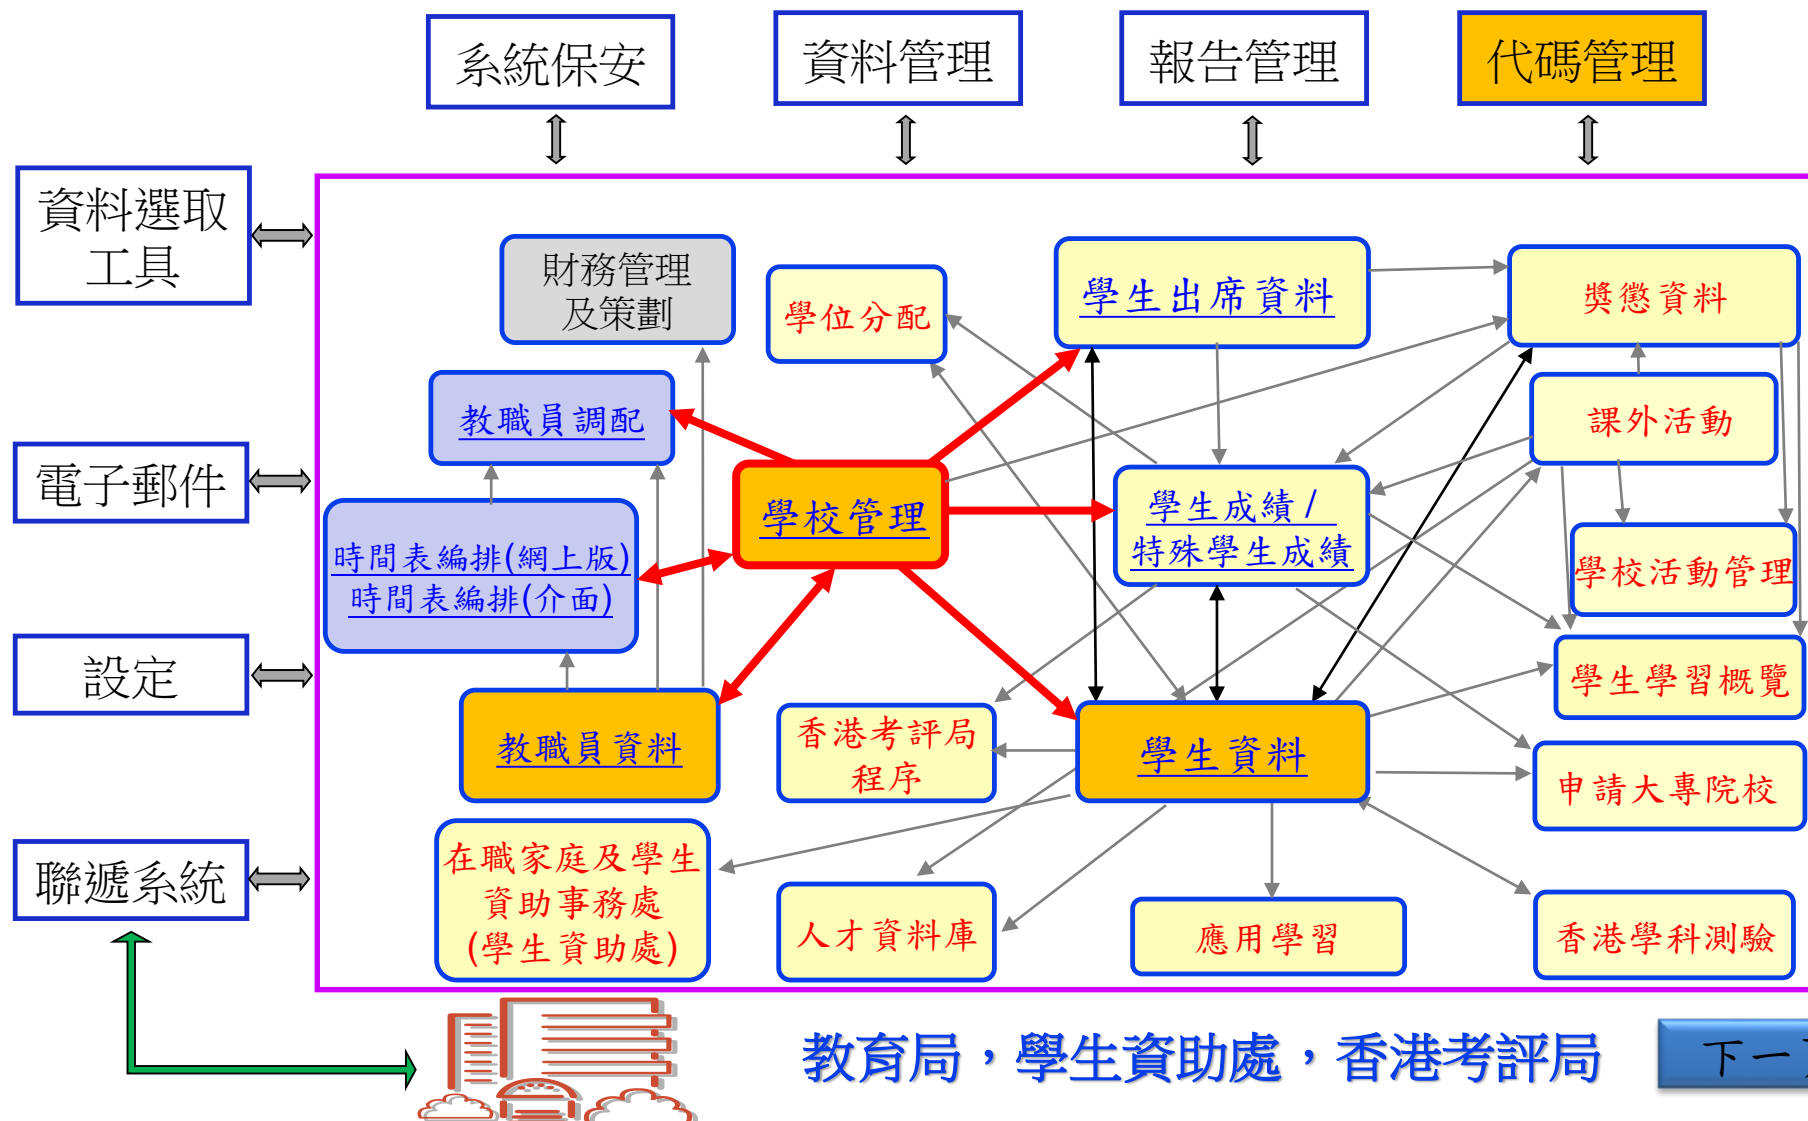 系統保安
資料管理
報告管理
代碼管理
資料選取
工具
財務管理
及策劃
學位分配
學生出席資料
獎懲資料
教職員調配
課外活動
電子郵件
學校管理
學生成績 /
特殊學生成績
時間表編排(網上版)
時間表編排(介面)
學校活動管理
設定
學生學習概覽
教職員資料
香港考評局
程序
學生資料
申請大專院校
聯遞系統
在職家庭及學生
資助事務處
(學生資助處)
人才資料庫
應用學習
香港學科測驗
教育局，學生資助處，香港考評局
下一